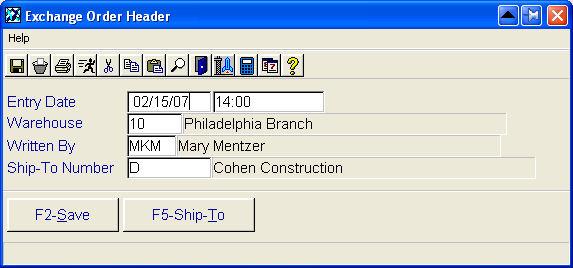 Exchange Order Header
Help
Entry Date 02/15/07 14:00
Warehouse 10 Philadelphia Branch
Written By MKM Mary Mentzer
Ship-To Number D Cohen Construction
F2-Save F5-Ship-To